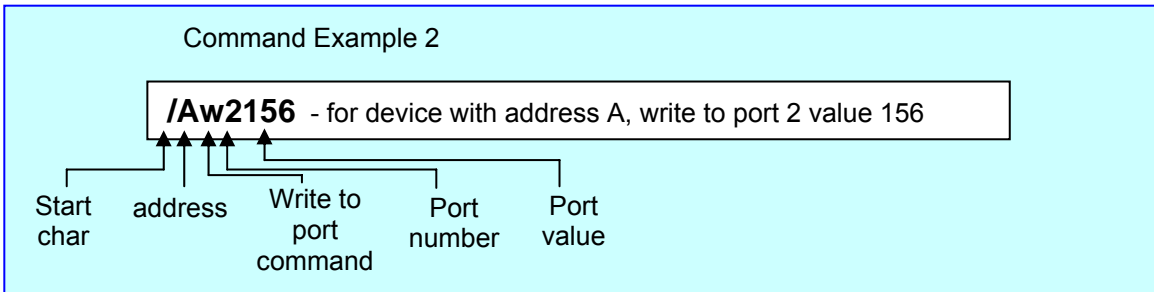 Command Example 2
/Aw2156 - for device with address A, write to port 2 value 156
Start char
address
Write to port command
Port number
Port value